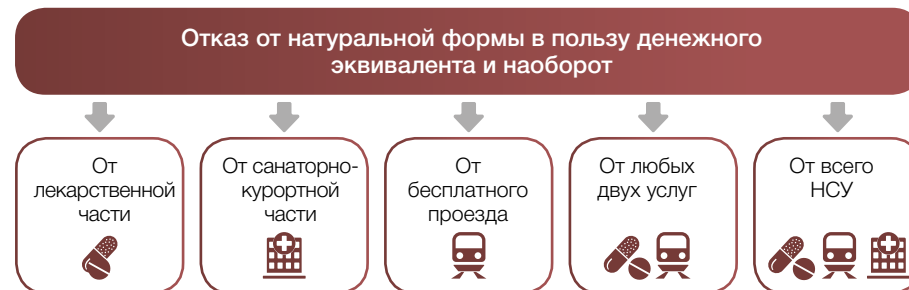 Отказ от натуральной формы в пользу денежного
эквивалента и наоборот
От
лекарственной
части
От санаторно-
курортной
части
От
бесплатного
проезда
От любых
двух услуг
От всего
НСУ